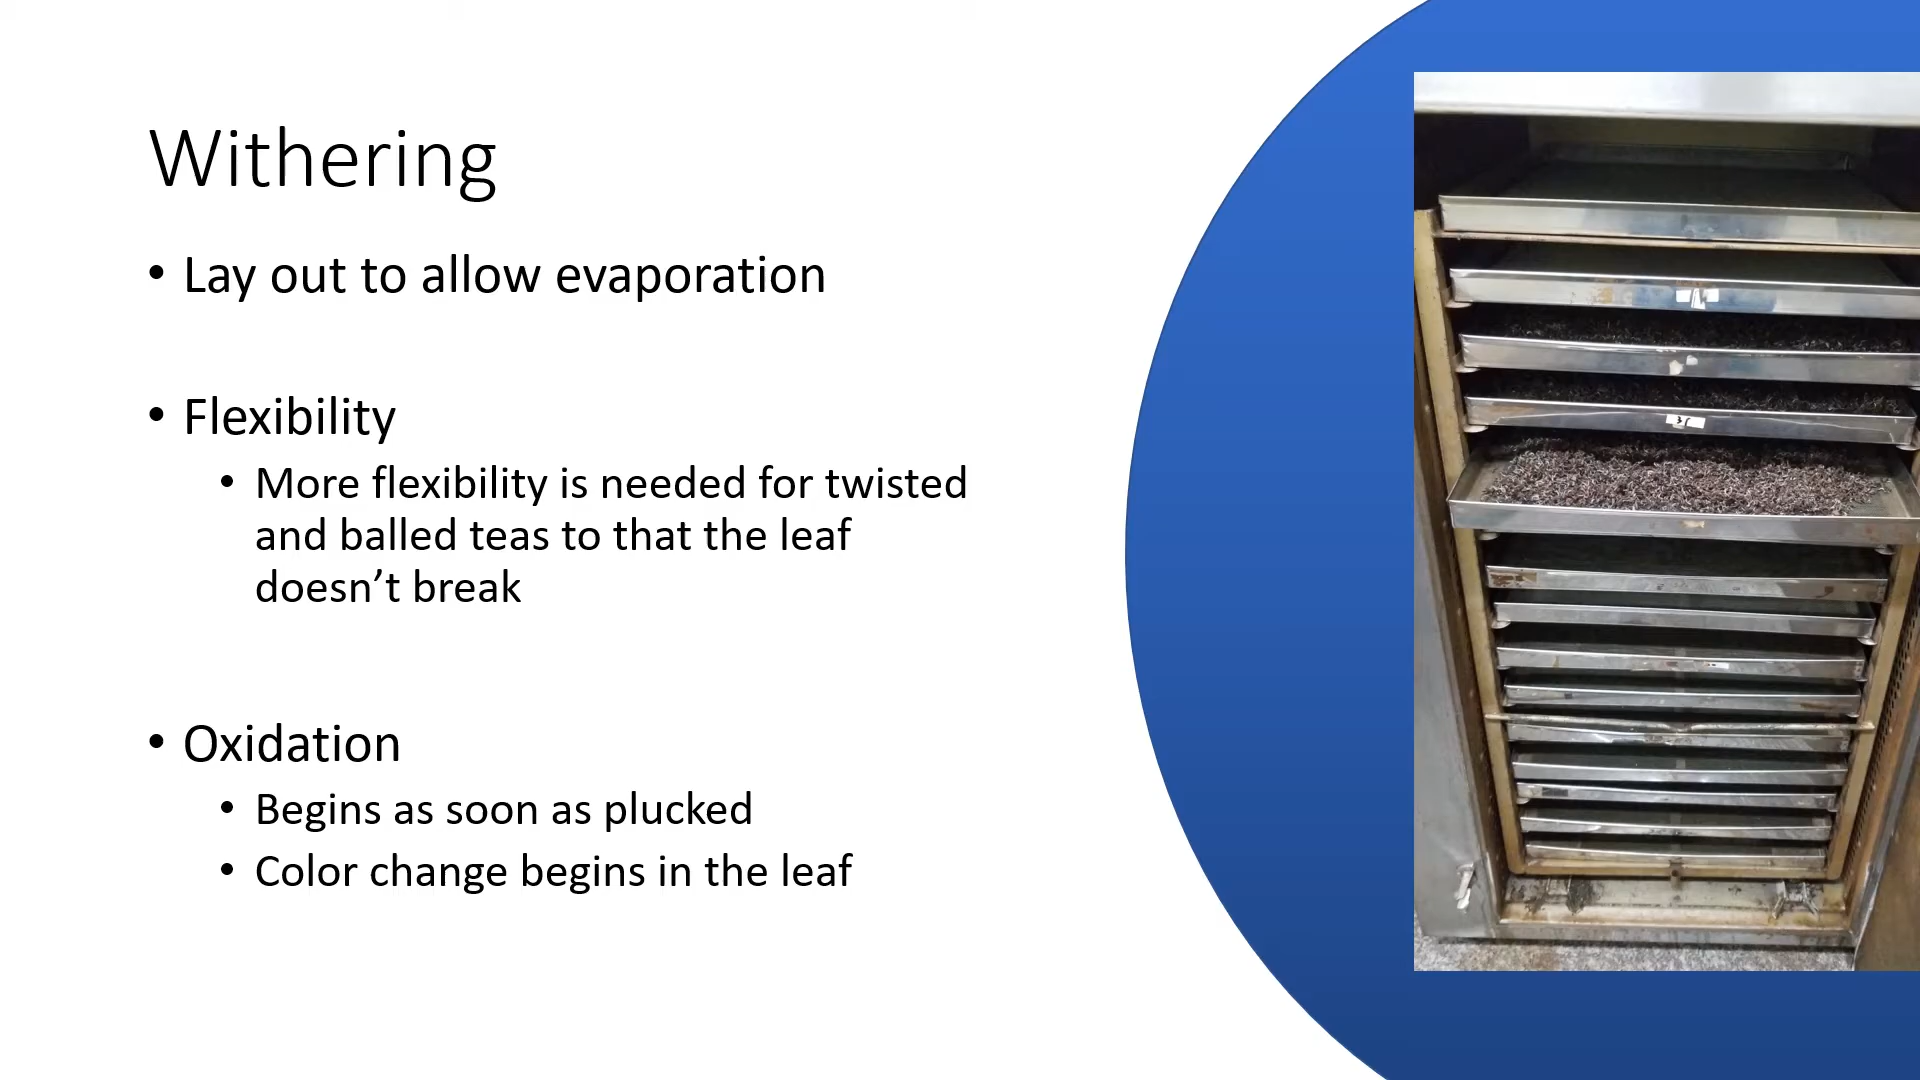 Withering
• Lay out to allow evaporation
• Flexibility
• More flexibility is needed for twisted
and balled teas to that the leaf
doesn’t break
• Oxidation
• Begins as soon as plucked
• Color change begins in the leaf